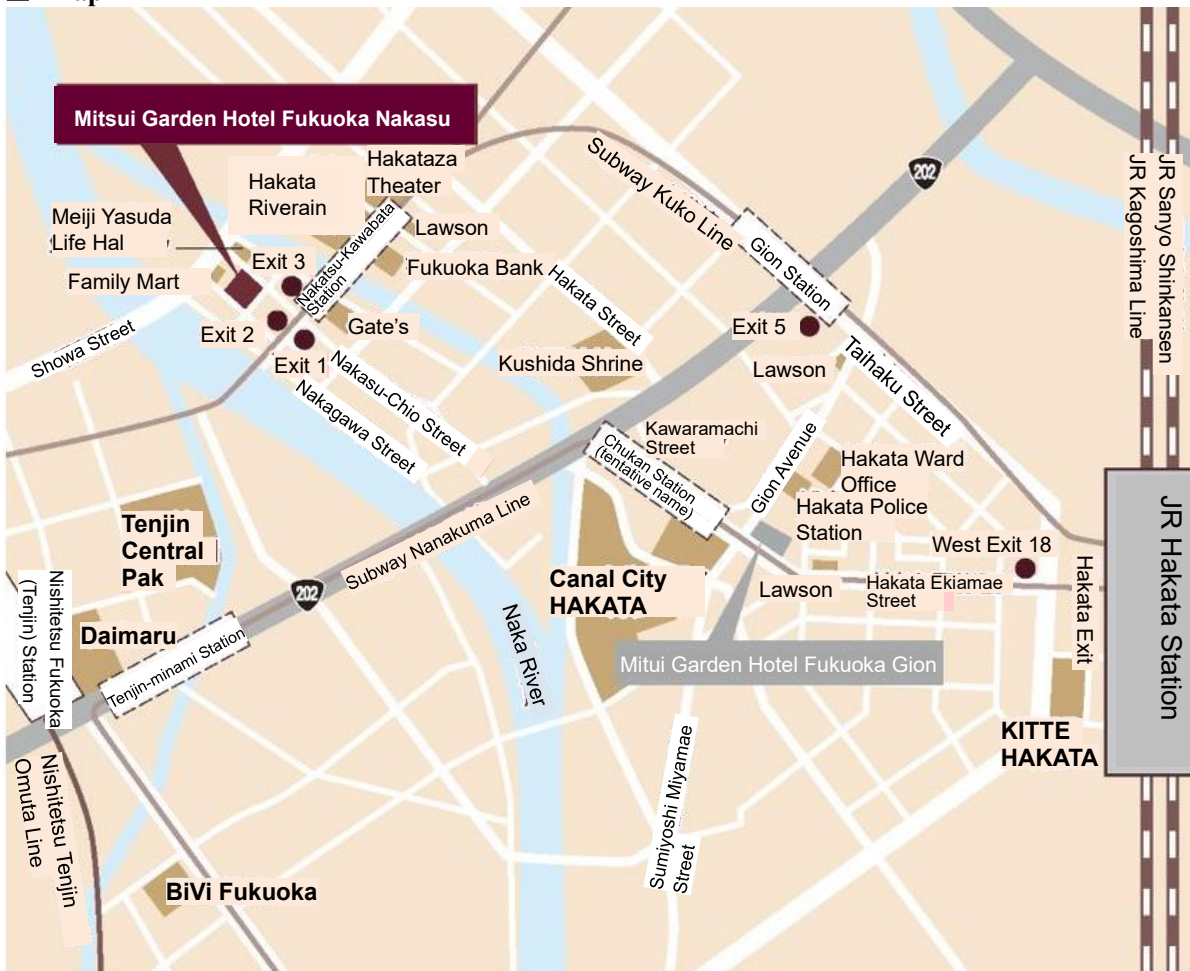 Mitsui Garden Hotel Fukuoka Nakasu
Hakataza
Theater
Hakata
Riverain
Lawson
Meiji Yasuda
Life Hal
Family Mart
Exit 3
Nakatsu-Kawabata
Station
Fukuoka Bank
Exit 2
Gate's
Exit 1
Showa Street
Nakasu-Chio Street
Nakagawa Street
Hakata Street
Kushida Shrine
Subway Kuko Line
Gion Station
202
JR Sanyo Shinkansen
JR Kagoshima Line
Exit 5
Lawson
Taihaku Street
Kawaramachi
Street
Chukan Station
(tentative name)
Gion Avenue
Hakata Ward
Office
Hakata Police
Station
West Exit 18
Hakata Ekiamae
Street
Lawson
Hakata Exit
JR Hakata Station
Tenjin
Central
Pak
Subway Nanakuma Line
202
Canal City
HAKATA
Naka River
Mitui Garden Hotel Fukuoka Gion
Nishitetsu Fukuoka
(Tenjin) Station
Daimaru
Tenjin-minami Station
KITTE
HAKATA
Nishitetsu Tenjin
Omuta Line
Sumiyoshi Miyamae
Street
BiVi Fukuoka